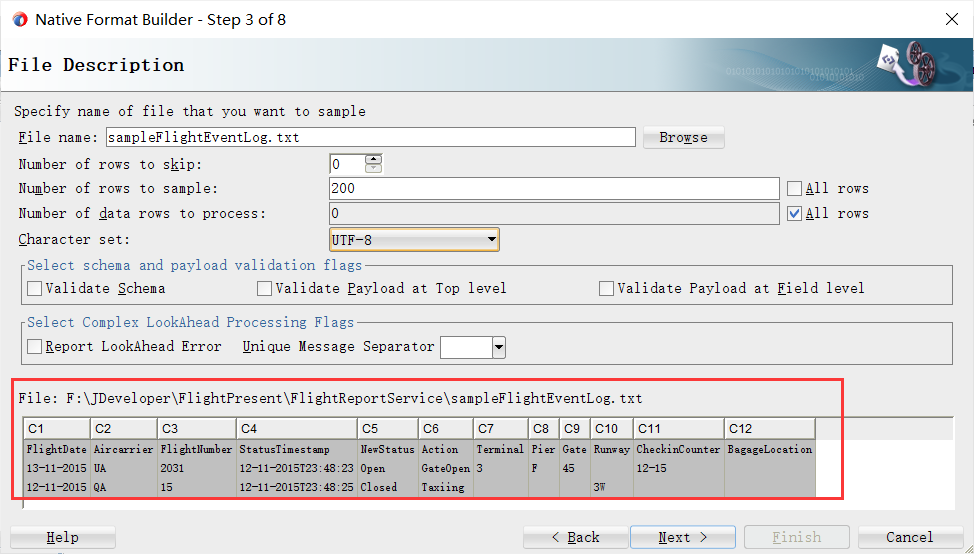 Native Format Builder - Step 3 of 8
File Description
Specify name of file that you want to sample
File name: sampleFlightEventLog.txt Browse
Number of rows to skip: 0
Number of rows to sample: 200 All rows
Number of data rows to process: 0 All rows
Character set: UTF-8
Select schema and payload validation flags
Validate Schema Validate Payload at Top level Validate Payload at Field level
Select Complex LookAhead Processing Flags
Report LookAhead Error Unique Message Separator
File: F:\JDeveloper\FlightPresent\FlightReportService\sampleFlightEventLog.txt
C1 C2 C3 C4 C5 C6 C7 C8 C9 C10 C11 C12
FlightDate Aircarrier FlightNumber StatusTimestamp NewStatus Action Terminal Pier Gate Runway CheckinCounter BagageLocation
13-11-2015 UA 2031 12-11-2015T23:48:23 Open GateOpen 3 F 45 12-15
12-11-2015 QA 15 12-11-2015T23:48:25 Closed Taxiing 3W
Help < Back Next > Finish Cancel